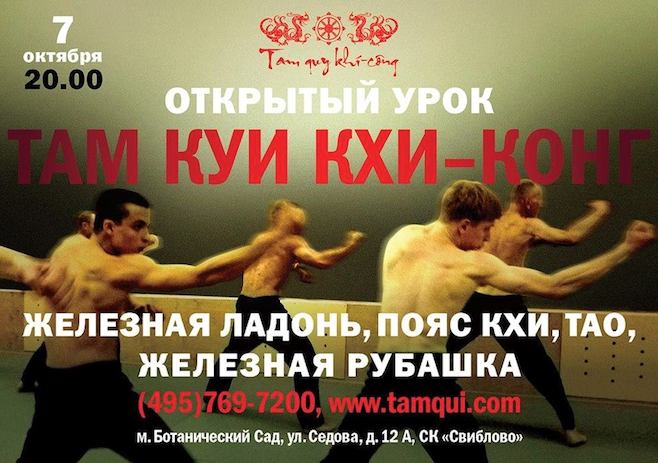 7
октября
20.00
Tam quy khí-công
ОТКРЫТЫЙ УРОК
ТАМ КУИ КХИ-КОНГ
ЖЕЛЕЗНАЯ ЛАДОНЬ, ПОЯС КХИ, ТАО,
ЖЕЛЕЗНАЯ РУБАШКА
(495)769-7200, www.tamqui.com
м. Ботанический Сад, ул. Седова, д. 12 А, СК «Свиблово»